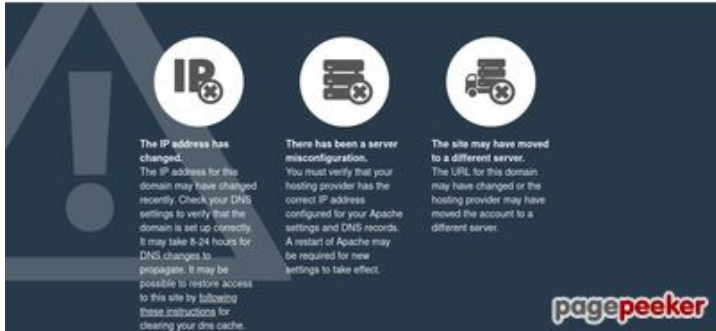 IP
The IP address has
changed.
The IP address for this
domain may have changed
recently. Check your DNS
settings to verify that the
domain is set up correctly.
It may take 8-24 hours for
DNS changes to
propagate. It may be
possible to restore access
to this site by following
these instructions for
clearing your dns cache.
There has been a server
misconfiguration.
You must verify that your
hosting provider has the
correct IP address
configured for your Apache
settings and DNS records.
A restart of Apache may
be required for new
settings to take effect.
The site may have moved
to a different server.
The URL for this domain
may have changed or the
hosting provider may have
moved the account to a
different server.
pagepeeker